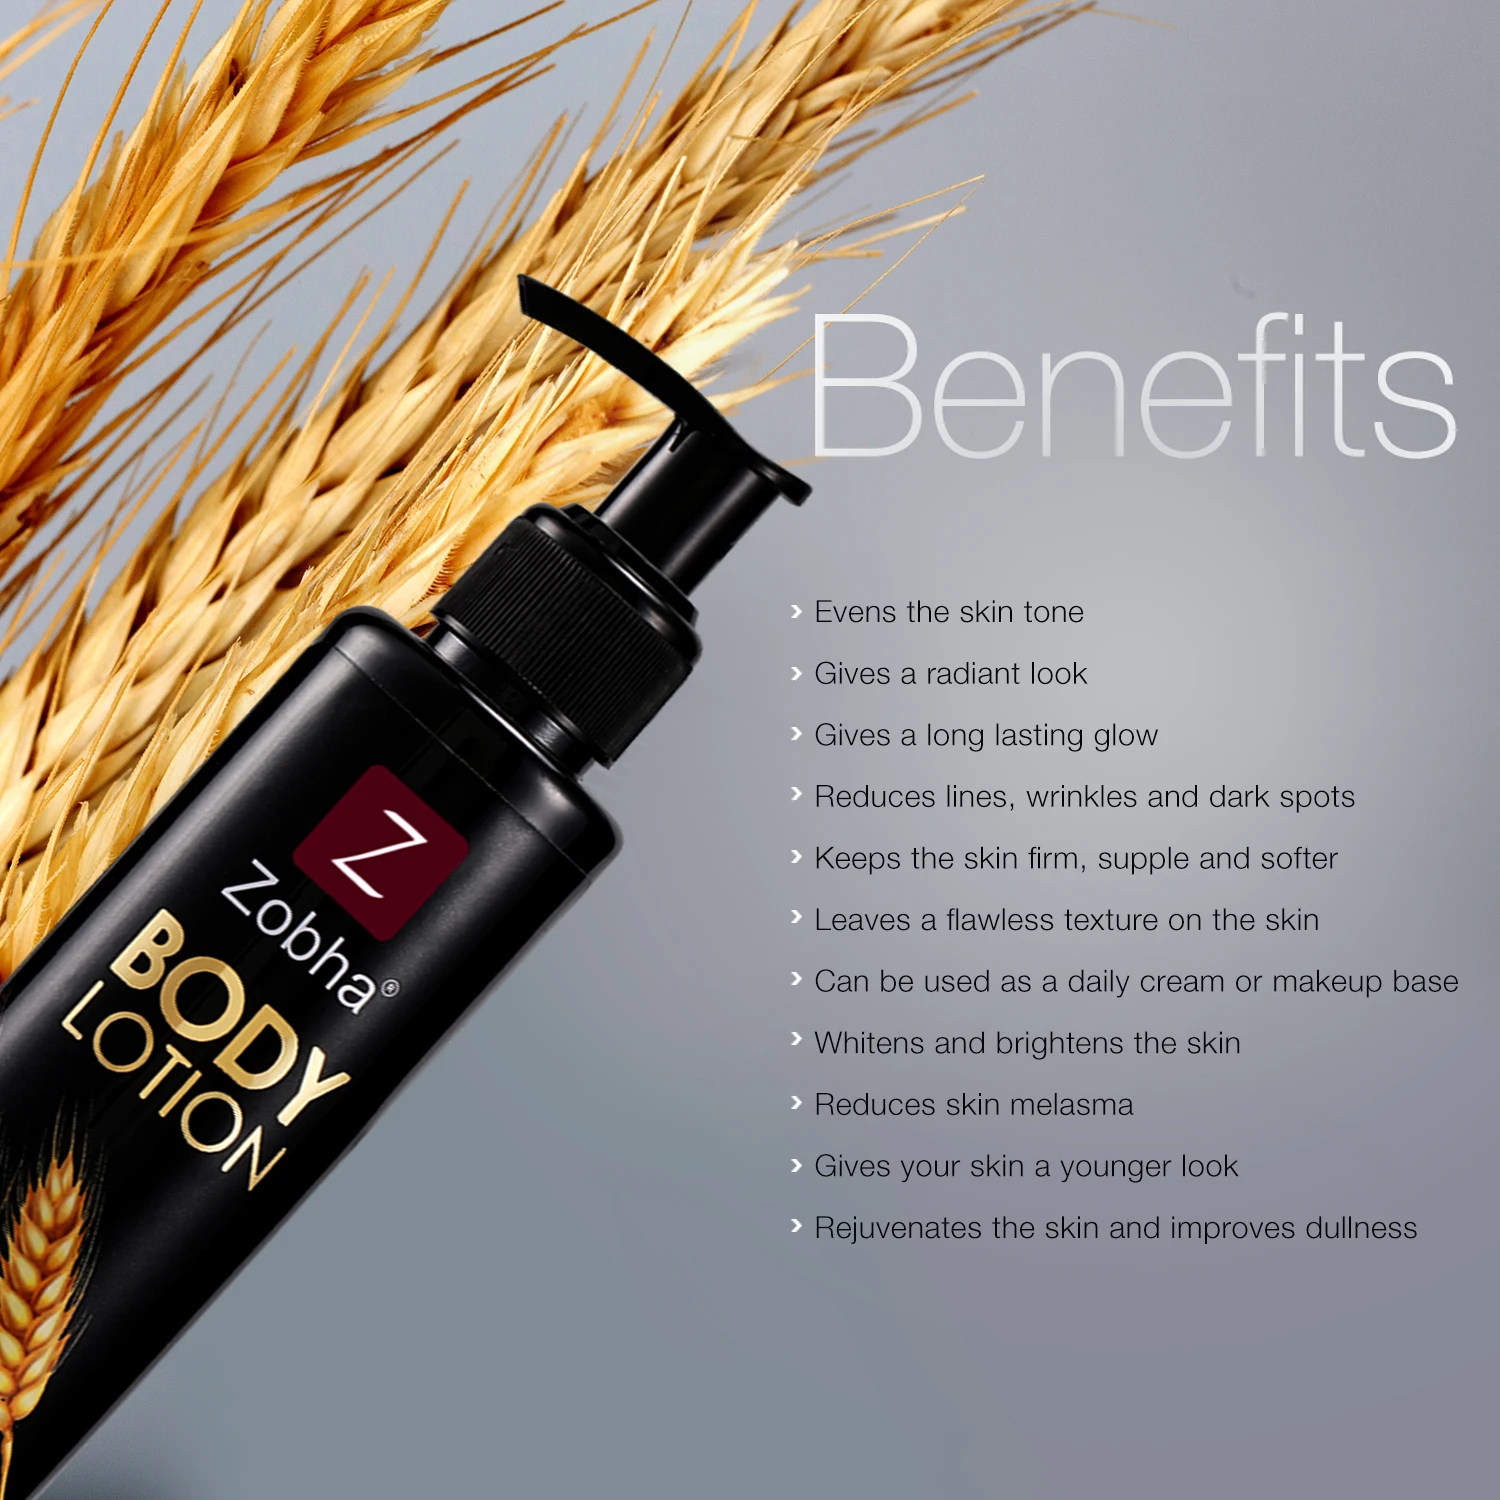 Benefits
Evens the skin tone
Gives a radiant look
Gives a long lasting glow
Reduces lines, wrinkles and dark spots
Keeps the skin firm, supple and softer
Leaves a flawless texture on the skin
Can be used as a daily cream or makeup base
Whitens and brightens the skin
Reduces skin melasma
Gives your skin a younger look
Rejuvenates the skin and improves dullness
Z
Zobha®
BODY
LOTION